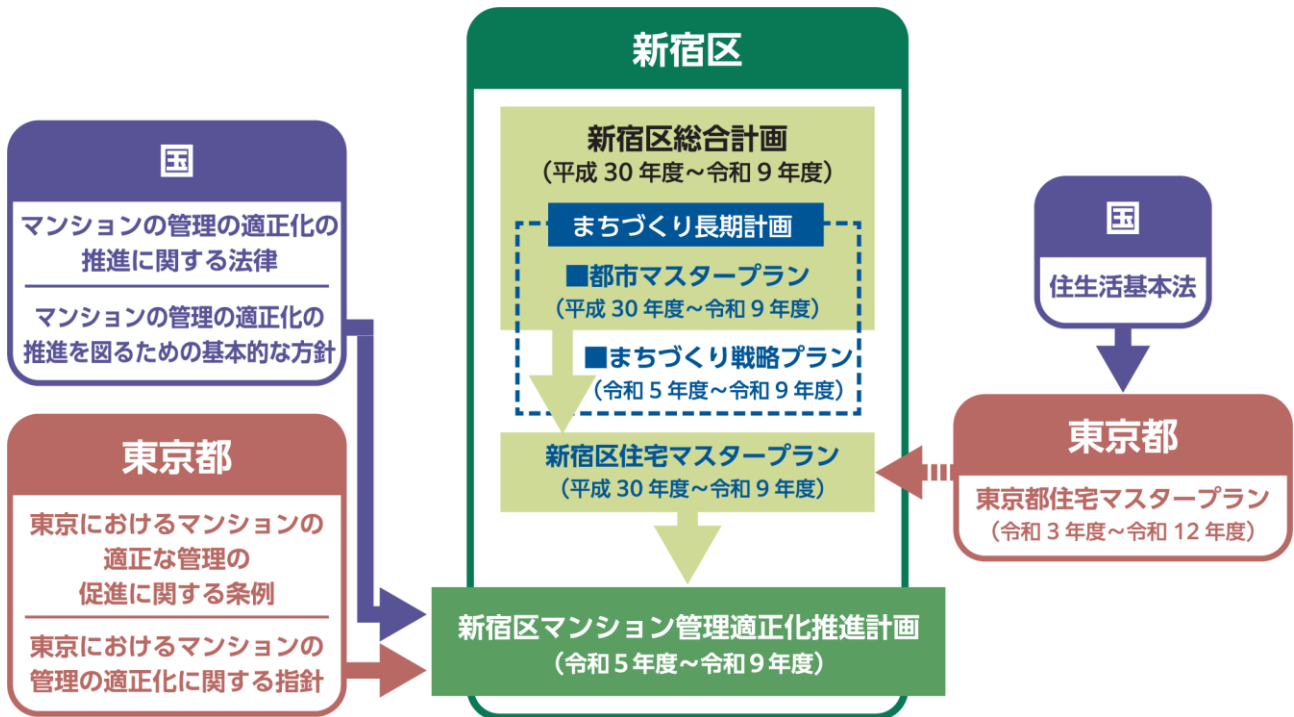 新宿区
新宿区総合計画
（平成 30 年度～令和 9 年度）
まちづくり長期計画
■都市マスタープラン
（平成 30 年度～令和 9 年度）
■まちづくり戦略プラン
（令和 5 年度～令和 9 年度）
新宿区住宅マスタープラン
（平成 30 年度～令和 9 年度）
新宿区マンション管理適正化推進計画
（令和 5 年度～令和 9 年度）
国
マンションの管理の適正化の
推進に関する法律
マンションの管理の適正化の
推進を図るための基本的な方針
東京都
東京におけるマンションの
適正な管理の
促進に関する条例
東京におけるマンションの
管理の適正化に関する指針
国
住生活基本法
東京都
東京都住宅マスタープラン
（令和 3 年度～令和 12 年度）